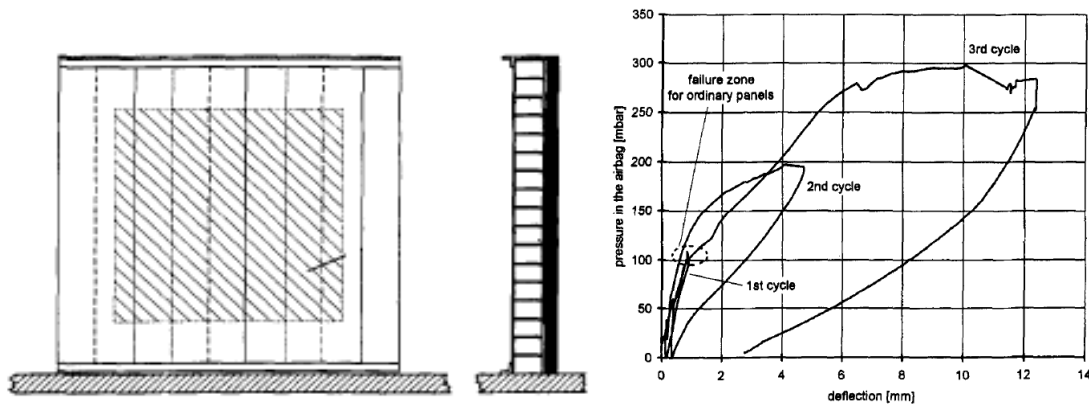 pressure in the airbag [mbar]
350
300
250
200
150
100
50
0
failure zone
for ordinary panels
3rd cycle
2nd cycle
1st cycle
0
2
4
6
8
10
12
14
deflection [mm]